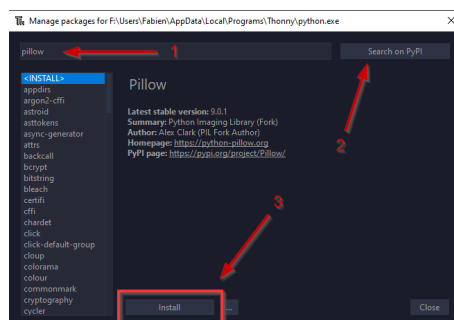 Manage packages for F:\Users\Fabien\AppData\Local\Programs\Thonny\python.exe
pillow
1
Search on PyPI
2
<INSTALL>
appdirs
argon2-cffi
astroid
asttokens
async-generator
attrs
backcall
bcrypt
bitstring
bleach
certifi
cffi
chardet
click
click-default-group
cloup
colorama
colour
commonmark
cryptography
cycler
Pillow
Latest stable version: 9.0.1
Summary: Python Imaging Library (Fork)
Author: Alex Clark (PIL Fork Author)
Homepage: https://python-pillow.org
PyPI page: https://pypi.org/project/Pillow/
3
Install
...
Close